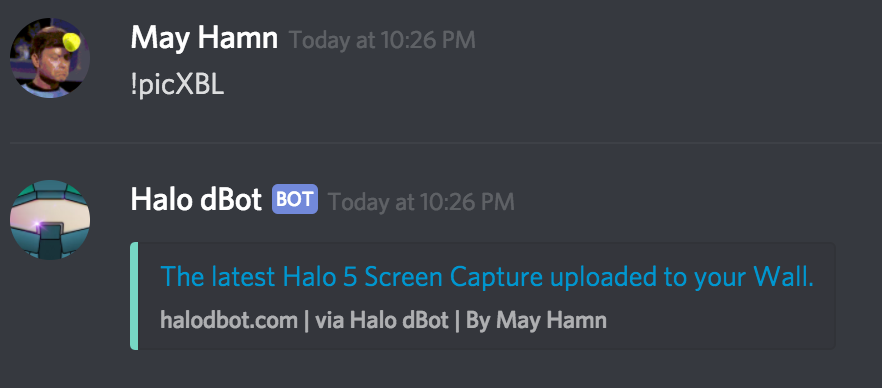 May Hamn Today at 10:26 PM
!picXBL
Halo dBot BOT Today at 10:26 PM
The latest Halo 5 Screen Capture uploaded to your Wall.
halodbot.com | via Halo dBot | By May Hamn